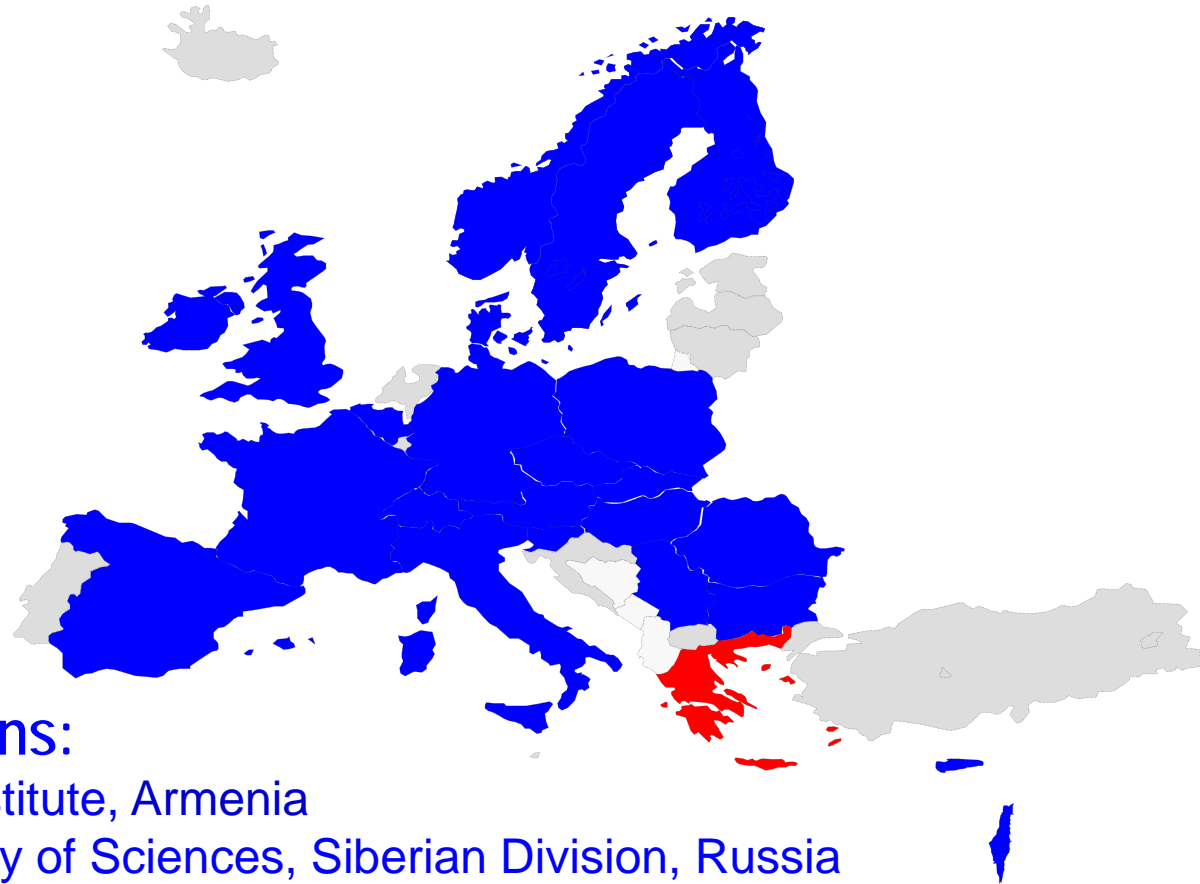 ns:
titute, Armenia
y of Sciences, Siberian Division, Russia